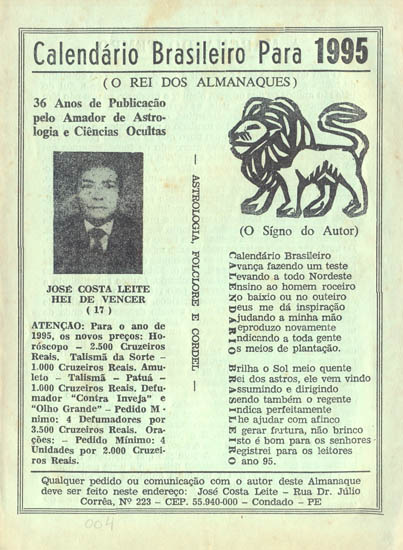 Calendário Brasileiro Para 1995
(O REI DOS ALMANAQUES)
36 Anos de Publicação
pelo Amador de Astro-
logia e Ciências Ocultas
JOSÉ COSTA LEITE
HEI DE VENCER
(17)
ATENÇÃO: Para o ano de
1995, os novos preços: Ho-
róscopo - 2.500 Cruzeiros
Reais. Talismã da Sorte -
1.000 Cruzeiros Reais. Amu-
leto - Talismã - Patuá -
1.000 Cruzeiros Reais. Defu-
mador "Contra Inveja" e
"Olho Grande" - Pedido Mí-
nimo: 4 Defumadores por
3.500 Cruzeiros Reais. Ora-
ções: - Pedido Mínimo: 4
Unidades por 2.000 Cruzei-
ros Reais.
— ASTROLOGIA, FOLCLORE E CORDEL —
(O Sígno do Autor)
Calendário Brasileiro
Avança fazendo um teste
Levando a todo Nordeste
Ensino ao homem roceiro
No baixio ou no outeiro
Deus me dá inspiração
Ajudando a minha mão
Reproduzo novamente
Indicando a toda gente
Os meios de plantação.
Brilha o Sol meio quente
Rei dos astros, ele vem vindo
Assumindo e dirigindo
Sendo também o regente
Indica perfeitamente
Lhe ajudar com afinco
E gerar fartura, não brinco
Isto é bom para os senhores
Registrei para os leitores
O ano 95.
Qualquer pédido ou comunicação com o autor deste Almanaque
deve ser feito neste endereço: José Costa Leite - Rua Dr. Júlio
Corrêa, Nº 223 - CEP. 55.940-000 - Condado - PE
004